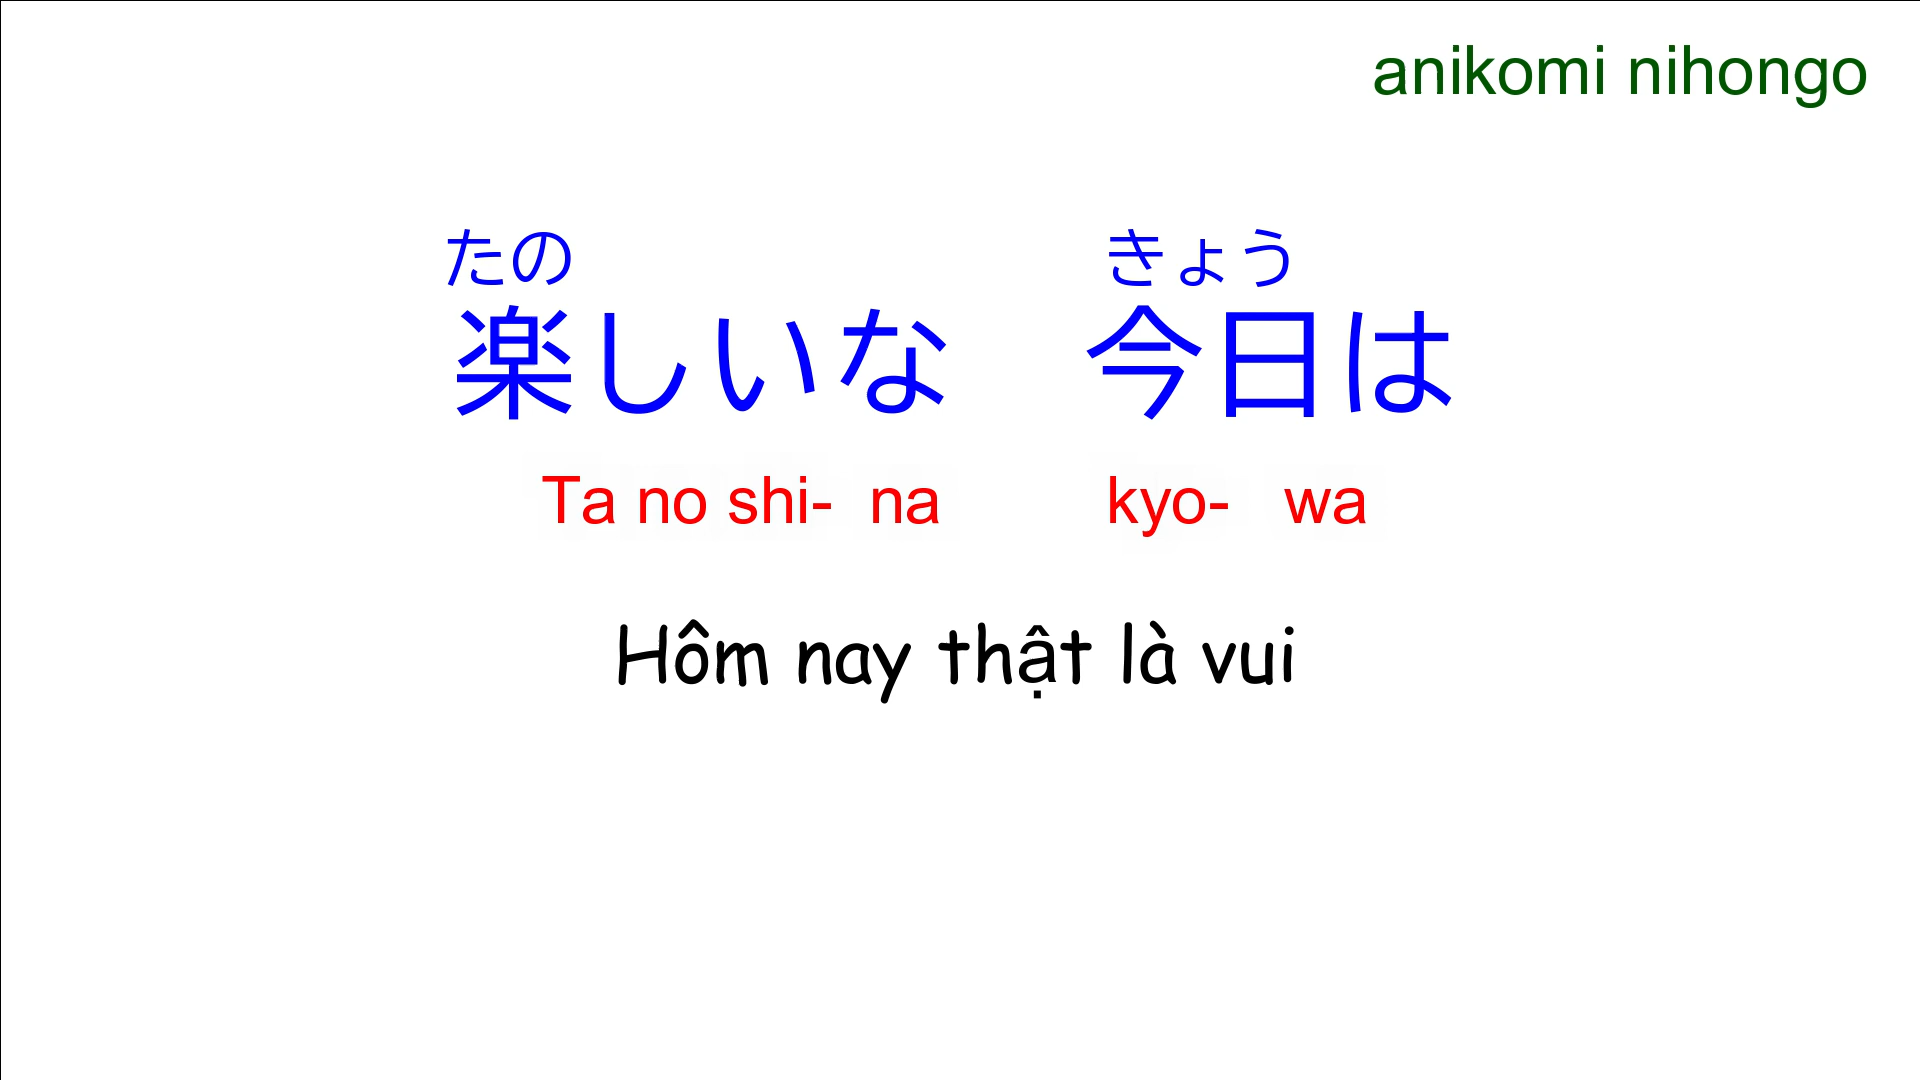 anikomi nihongo
たの きょう
楽しいな 今日は
Ta no shi- na kyo- wa
Hôm nay thật là vui